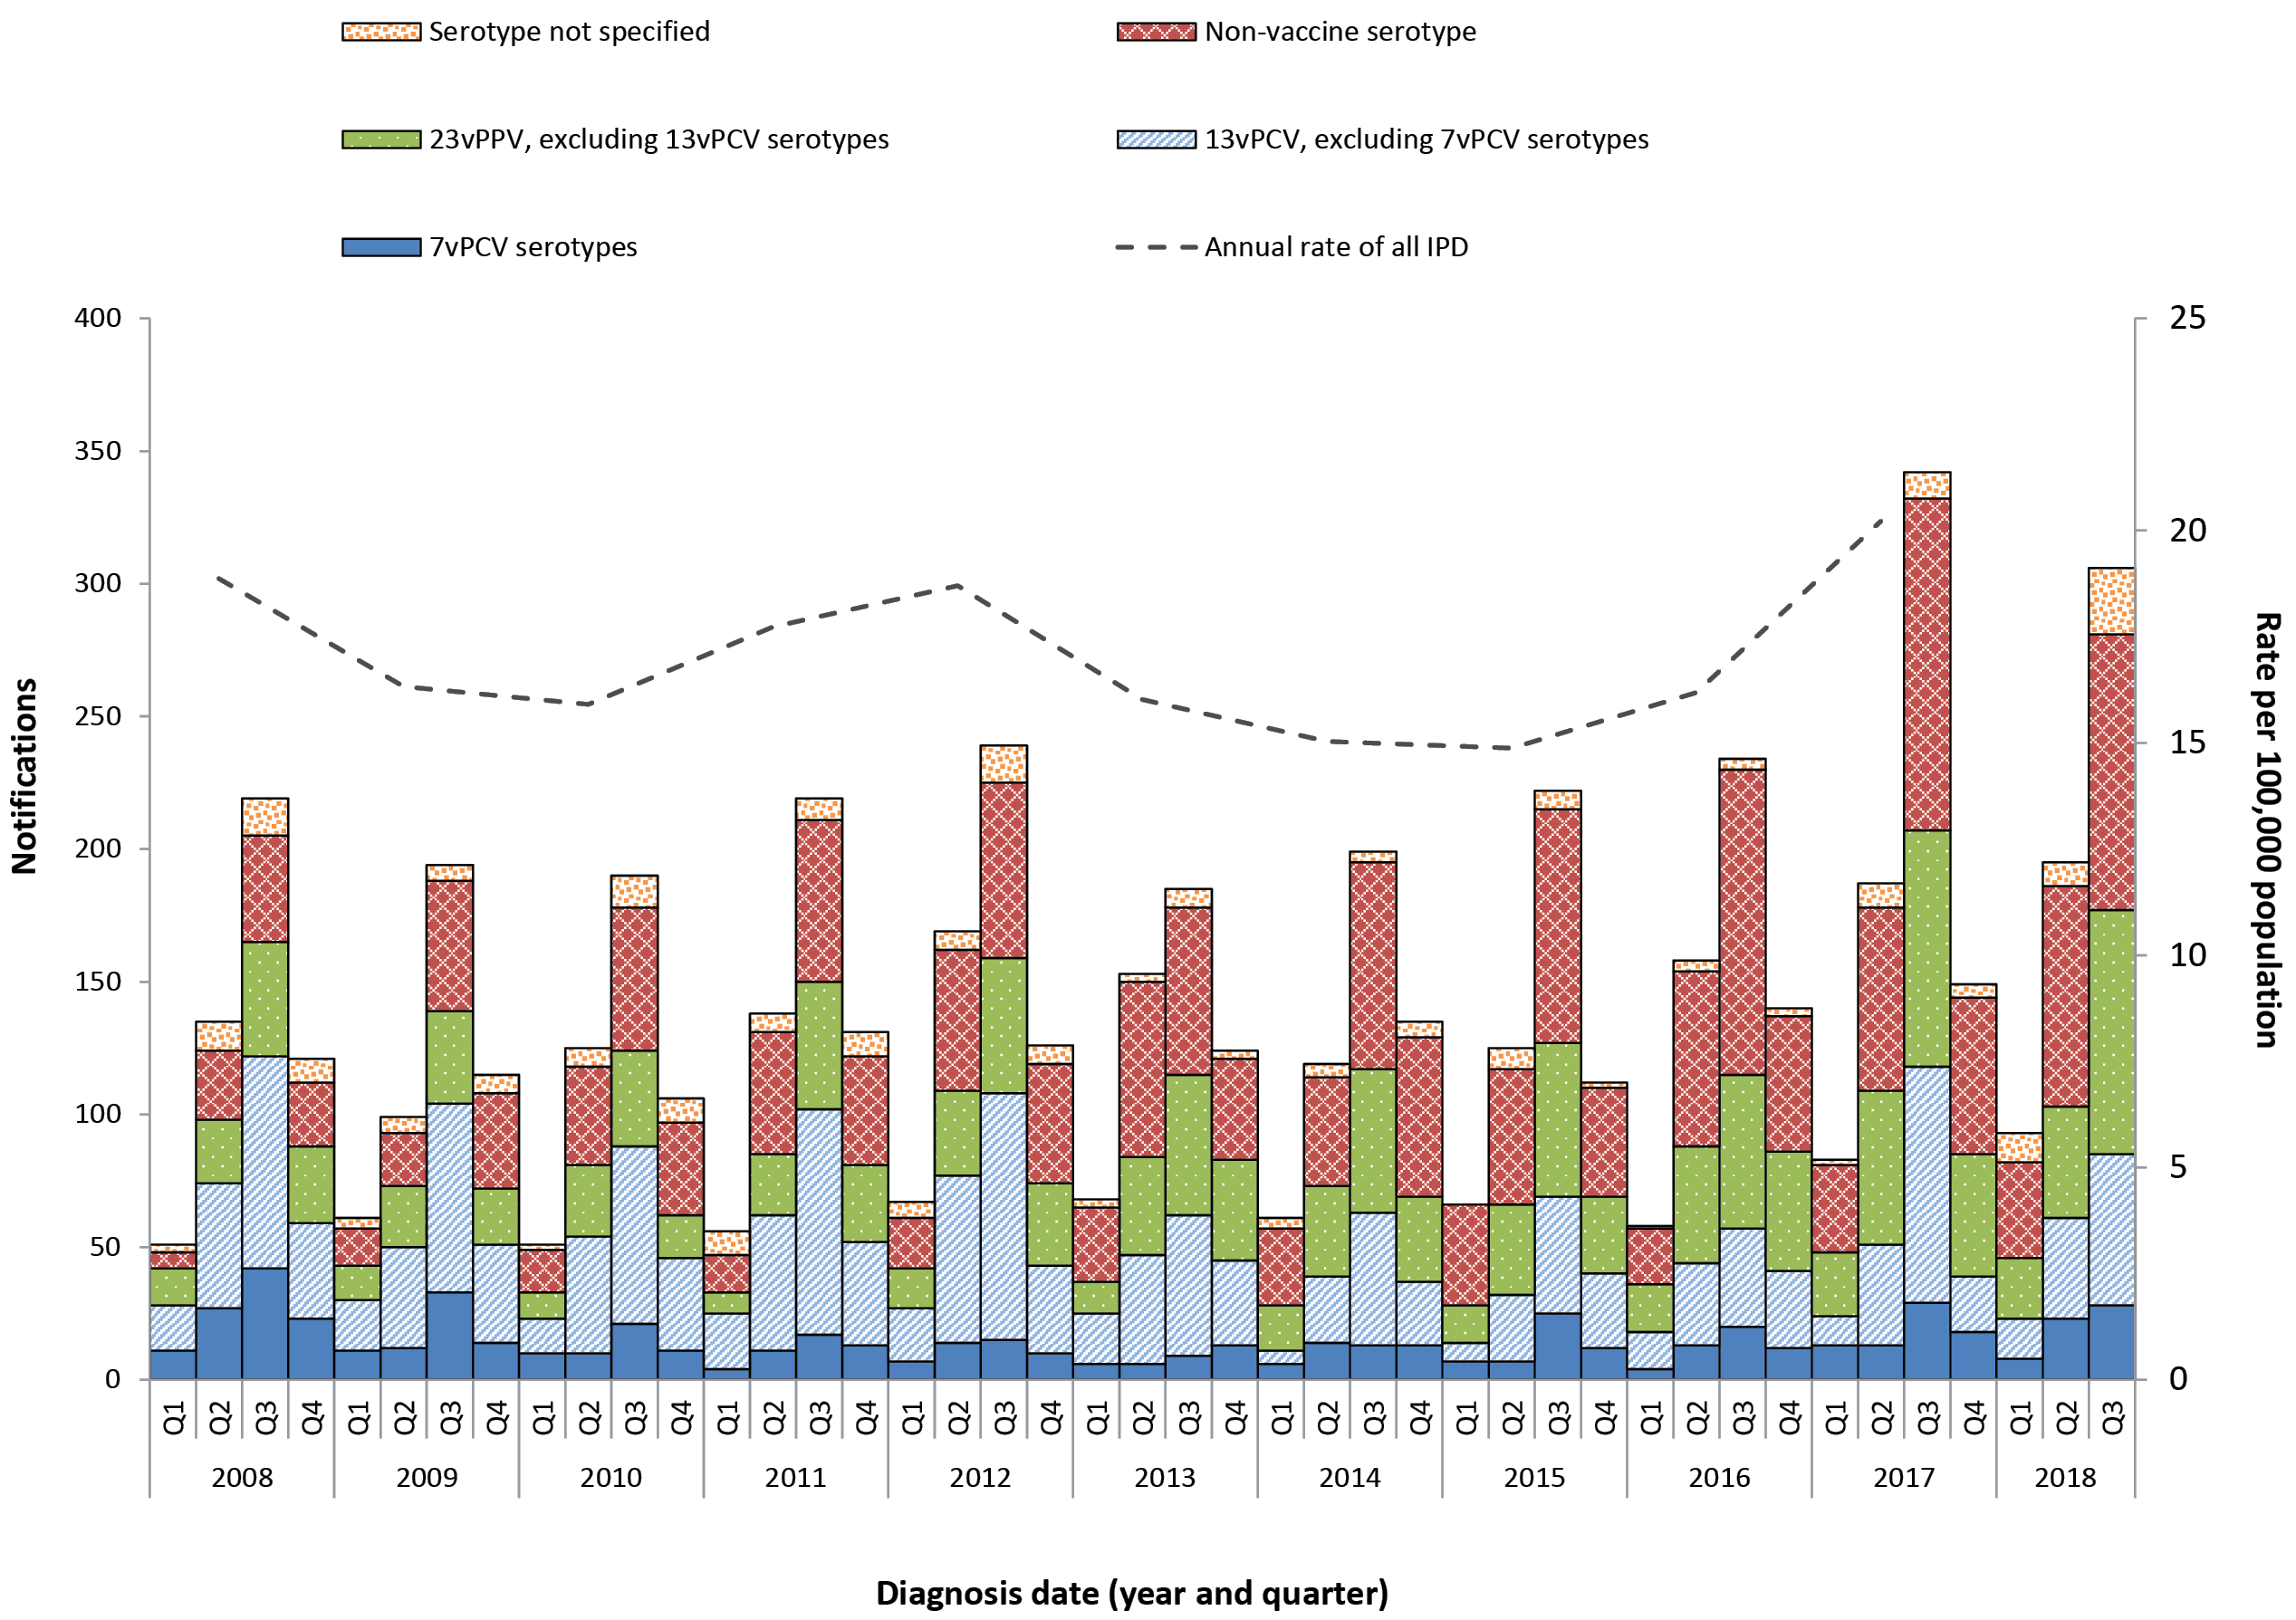 Serotype not specified
Non-vaccine serotype
23vPPV, excluding 13vPCV serotypes
13vPCV, excluding 7vPCV serotypes
7vPCV serotypes
Annual rate of all IPD
400
350
300
250
200
150
100
50
0
Notifications
25
20
15
10
5
0
Rate per 100,000 population
Q1 Q2 Q3 Q4 Q1 Q2 Q3 Q4 Q1 Q2 Q3 Q4 Q1 Q2 Q3 Q4 Q1 Q2 Q3 Q4 Q1 Q2 Q3 Q4 Q1 Q2 Q3 Q4 Q1 Q2 Q3 Q4 Q1 Q2 Q3 Q4 Q1 Q2 Q3 Q4 Q1 Q2 Q3
2008 2009 2010 2011 2012 2013 2014 2015 2016 2017 2018
Diagnosis date (year and quarter)